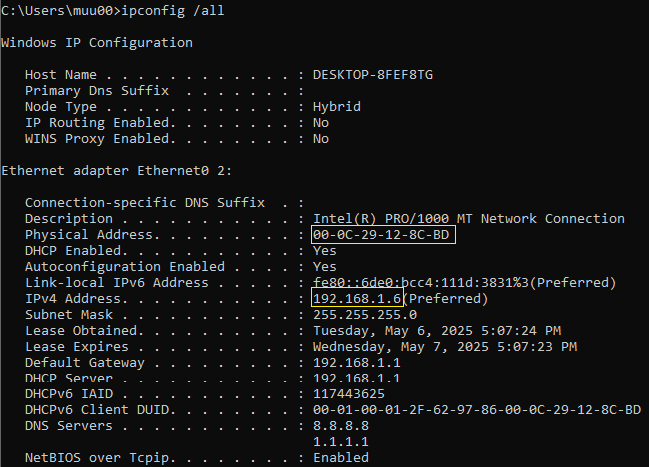 C:\Users\muu00>ipconfig /all
Windows IP Configuration
Host Name . . . . . . . . . . . . : DESKTOP-8FEF8TG
Primary Dns Suffix  . . . . . . . :
Node Type . . . . . . . . . . . . : Hybrid
IP Routing Enabled. . . . . . . . : No
WINS Proxy Enabled. . . . . . . . : No
Ethernet adapter Ethernet0 2:
Connection-specific DNS Suffix  . :
Description . . . . . . . . . . . : Intel(R) PRO/1000 MT Network Connection
Physical Address. . . . . . . . . : 00-0C-29-12-8C-BD
DHCP Enabled. . . . . . . . . . . : Yes
Autoconfiguration Enabled . . . . : Yes
Link-local IPv6 Address . . . . . : fe80::6de0:bcc4:111d:3831%3(Preferred)
IPv4 Address. . . . . . . . . . . : 192.168.1.6(Preferred)
Subnet Mask . . . . . . . . . . . : 255.255.255.0
Lease Obtained. . . . . . . . . . : Tuesday, May 6, 2025 5:07:24 PM
Lease Expires . . . . . . . . . . : Wednesday, May 7, 2025 5:07:23 PM
Default Gateway . . . . . . . . . : 192.168.1.1
DHCP Server . . . . . . . . . . . : 192.168.1.1
DHCPv6 IAID . . . . . . . . . . . : 117443625
DHCPv6 Client DUID. . . . . . . . : 00-01-00-01-2F-62-97-86-00-0C-29-12-8C-BD
DNS Servers . . . . . . . . . . . : 8.8.8.8
1.1.1.1
NetBIOS over Tcpip. . . . . . . . : Enabled